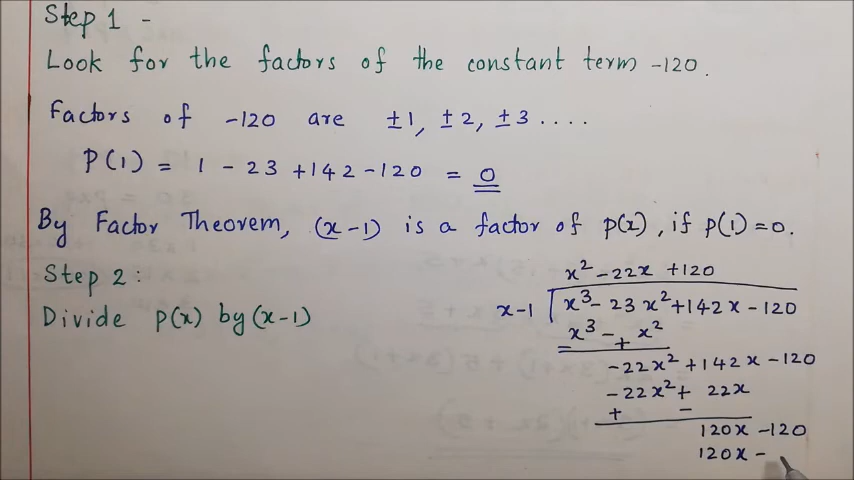 Step 1 -
Look for the factors of the constant term -120.
Factors of -120 are ±1, ±2, ±3 ....
P(1) = 1 - 23 + 142 - 120 = 0
By Factor Theorem, (x-1) is a factor of p(x), if p(1) = 0.
Step 2 :
Divide p(x) by (x-1)
x² - 22x + 120
x-1 ) x³ - 23x² + 142x - 120
x³ - x²
- +
-22x² + 142x - 120
-22x² + 22x
+ -
120x - 120
120x -